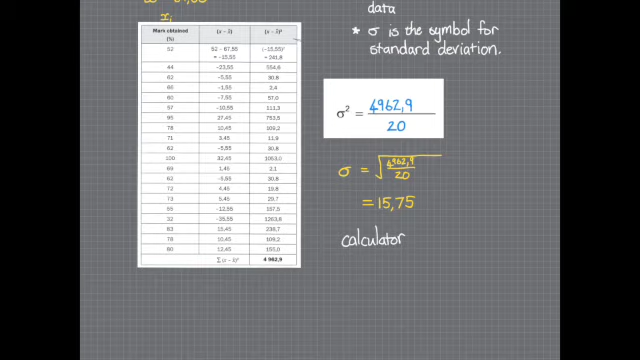 xᵢ
data
* σ is the symbol for
standard deviation.
Mark obtained (%) (x – x̄) (x – x̄)²
52 52 – 67,55 = –15,55 (–15,55)² = 241,8
44 –23,55 554,6
62 –5,55 30,8
66 –1,55 2,4
60 –7,55 57,0
57 –10,55 111,3
95 27,45 753,5
78 10,45 109,2
71 3,45 11,9
62 –5,55 30,8
100 32,45 1053,0
69 1,45 2,1
62 –5,55 30,8
72 4,45 19,8
73 5,45 29,7
55 –12,55 157,5
32 –35,55 1263,8
83 15,45 238,7
78 10,45 109,2
80 12,45 155,0
∑ (x – x̄)² 4 962,9
σ² = 4962,9 / 20
σ = √(4962,9 / 20)
= 15,75
calculator